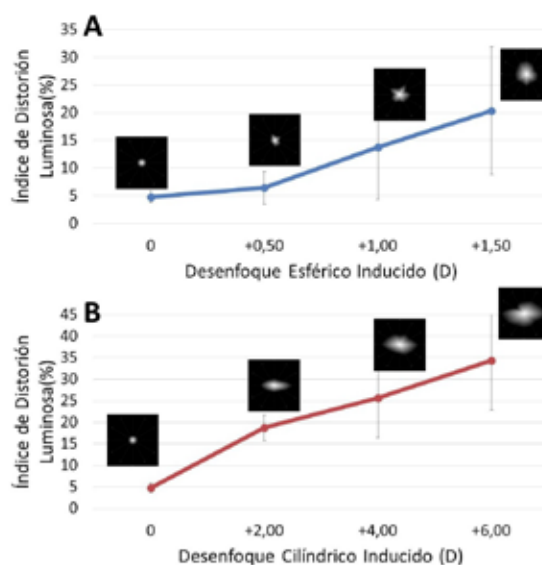 A
Índice de Distorión
Luminosa(%)
35
30
25
20
15
10
5
0
0 +0,50 +1,00 +1,50
Desenfoque Esférico Inducido (D)
B
Índice de Distorión
Luminosa(%)
45
40
35
30
25
20
15
10
5
0
0 +2,00 +4,00 +6,00
Desenfoque Cilíndrico Inducido (D)